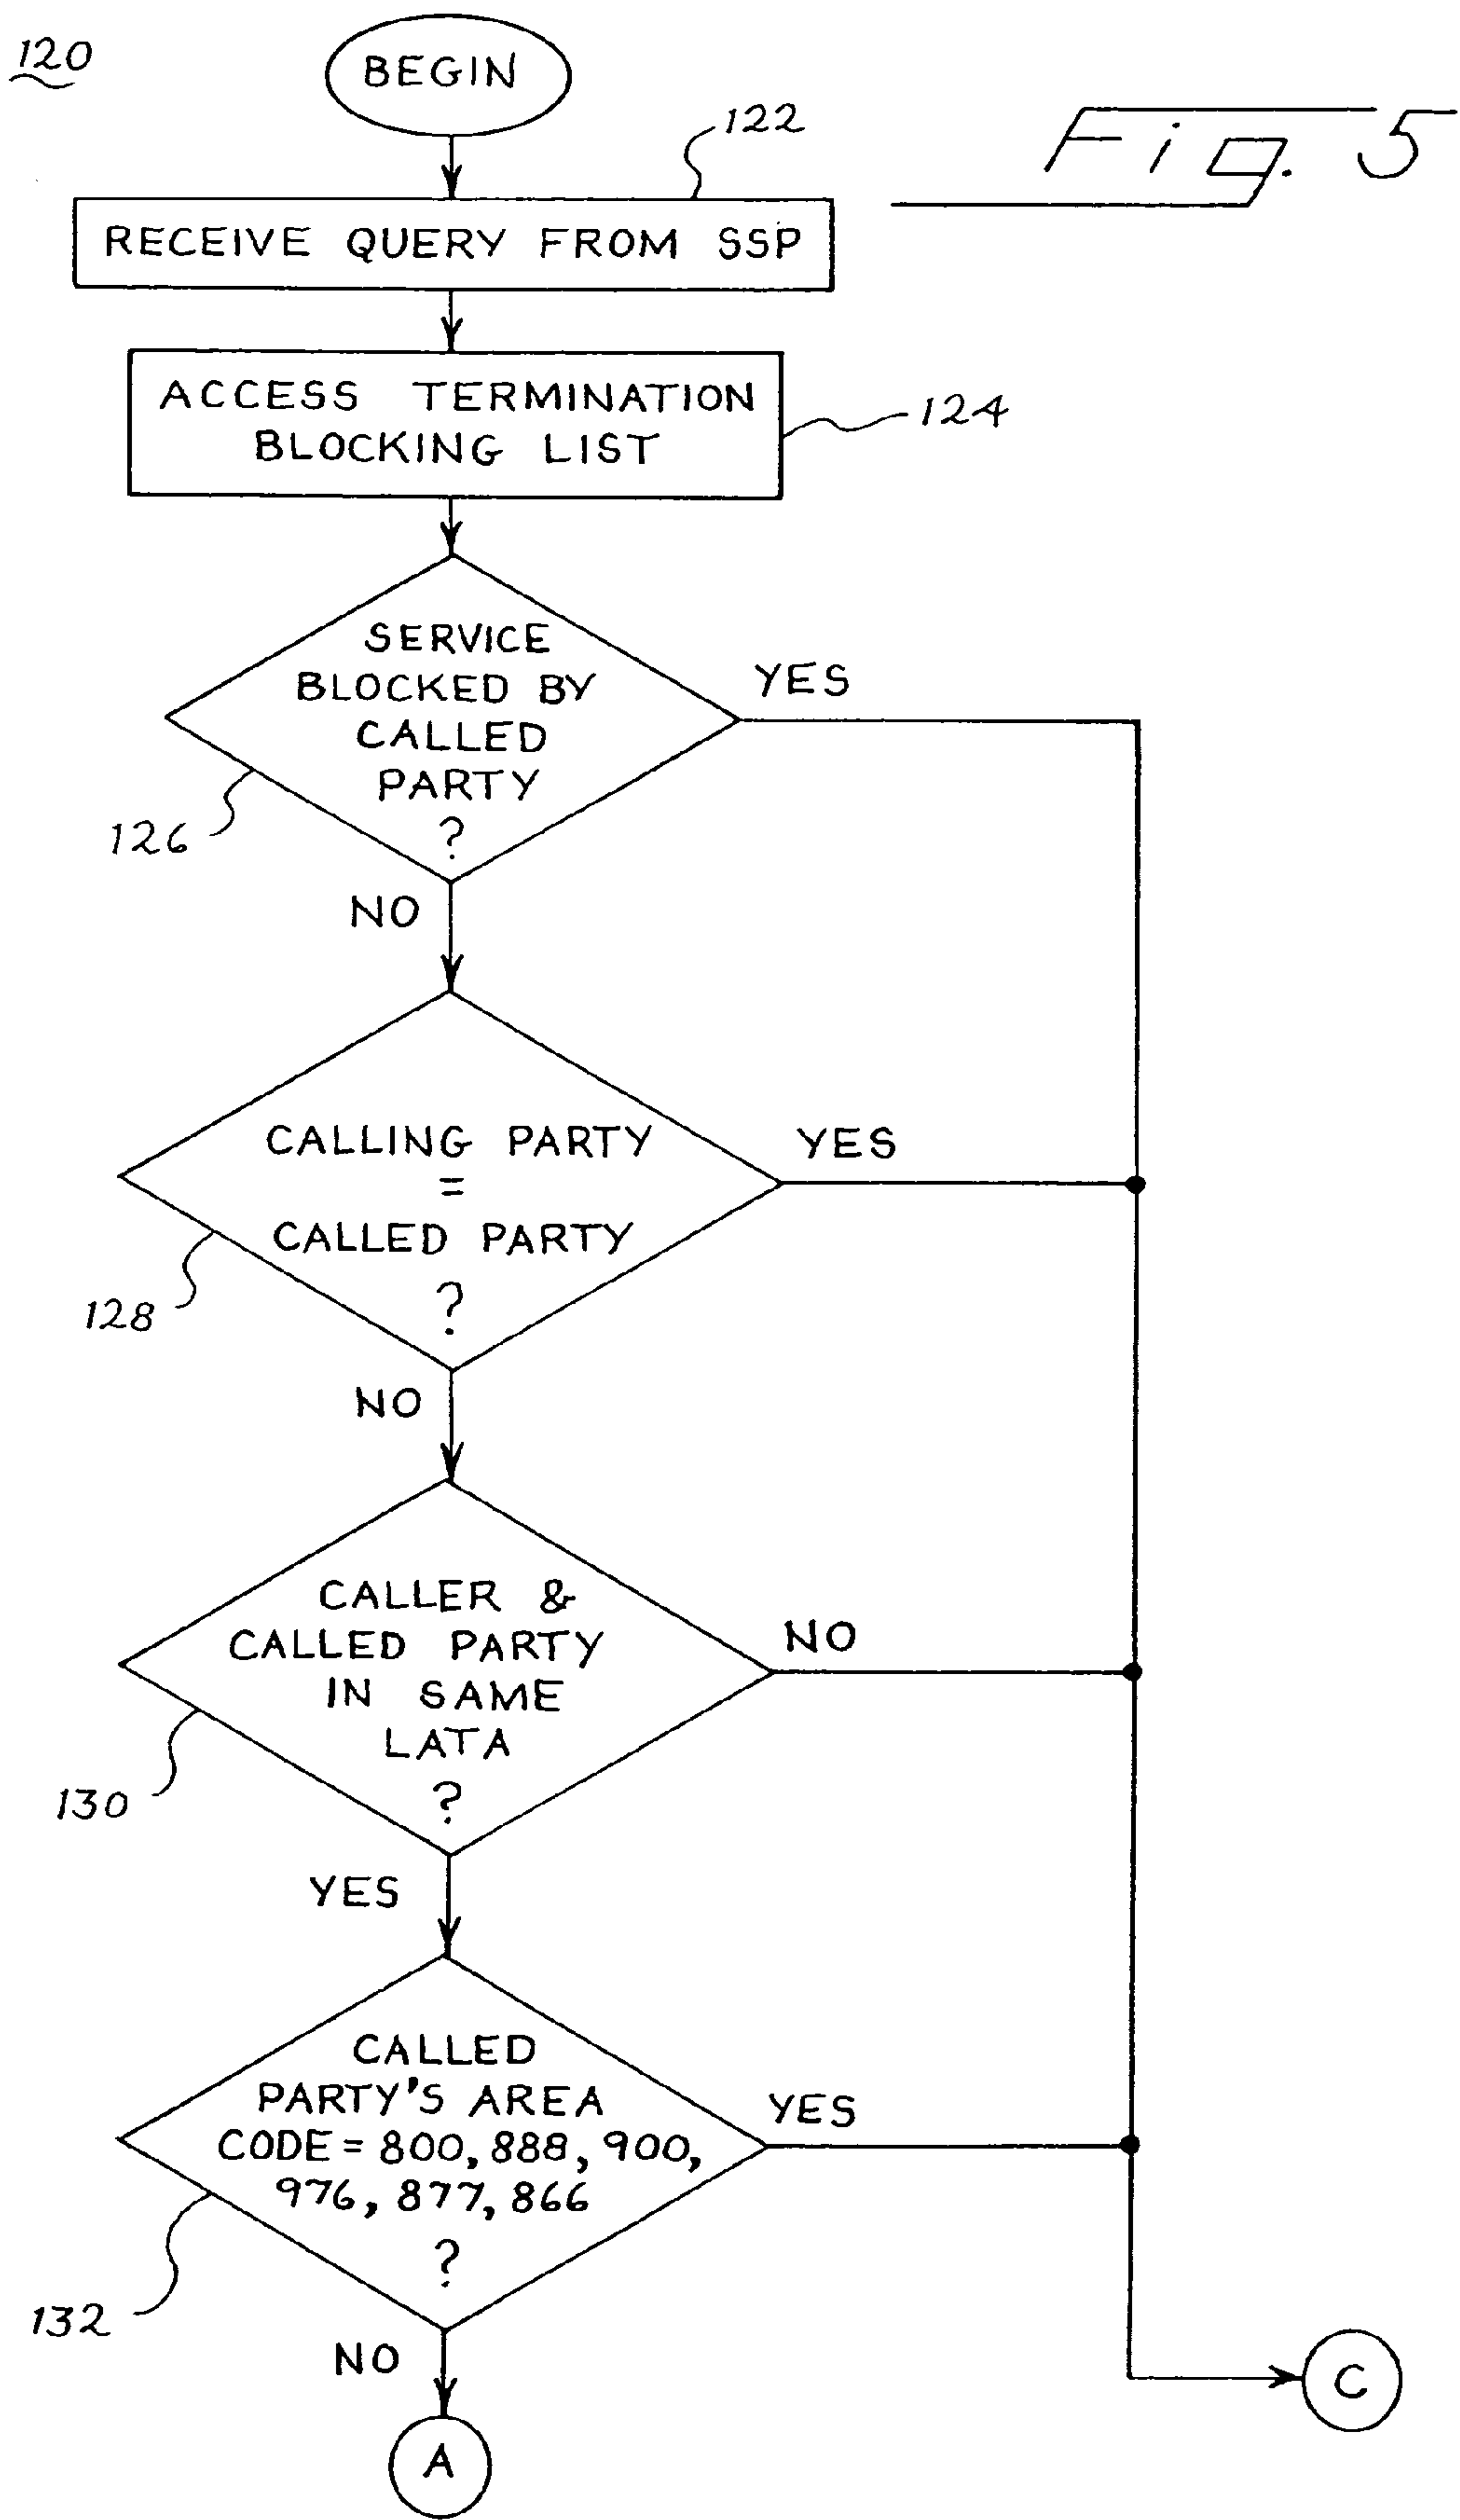 120
BEGIN
Fig. 5
122
RECEIVE QUERY FROM SSP
ACCESS TERMINATION
BLOCKING LIST
124
SERVICE
BLOCKED BY
CALLED
PARTY
?
YES
126
NO
CALLING PARTY
=
CALLED PARTY
?
YES
128
NO
CALLER &
CALLED PARTY
IN SAME
LATA
?
NO
130
YES
CALLED
PARTY'S AREA
CODE = 800, 888, 900,
976, 877, 866
?
YES
132
NO
C
A